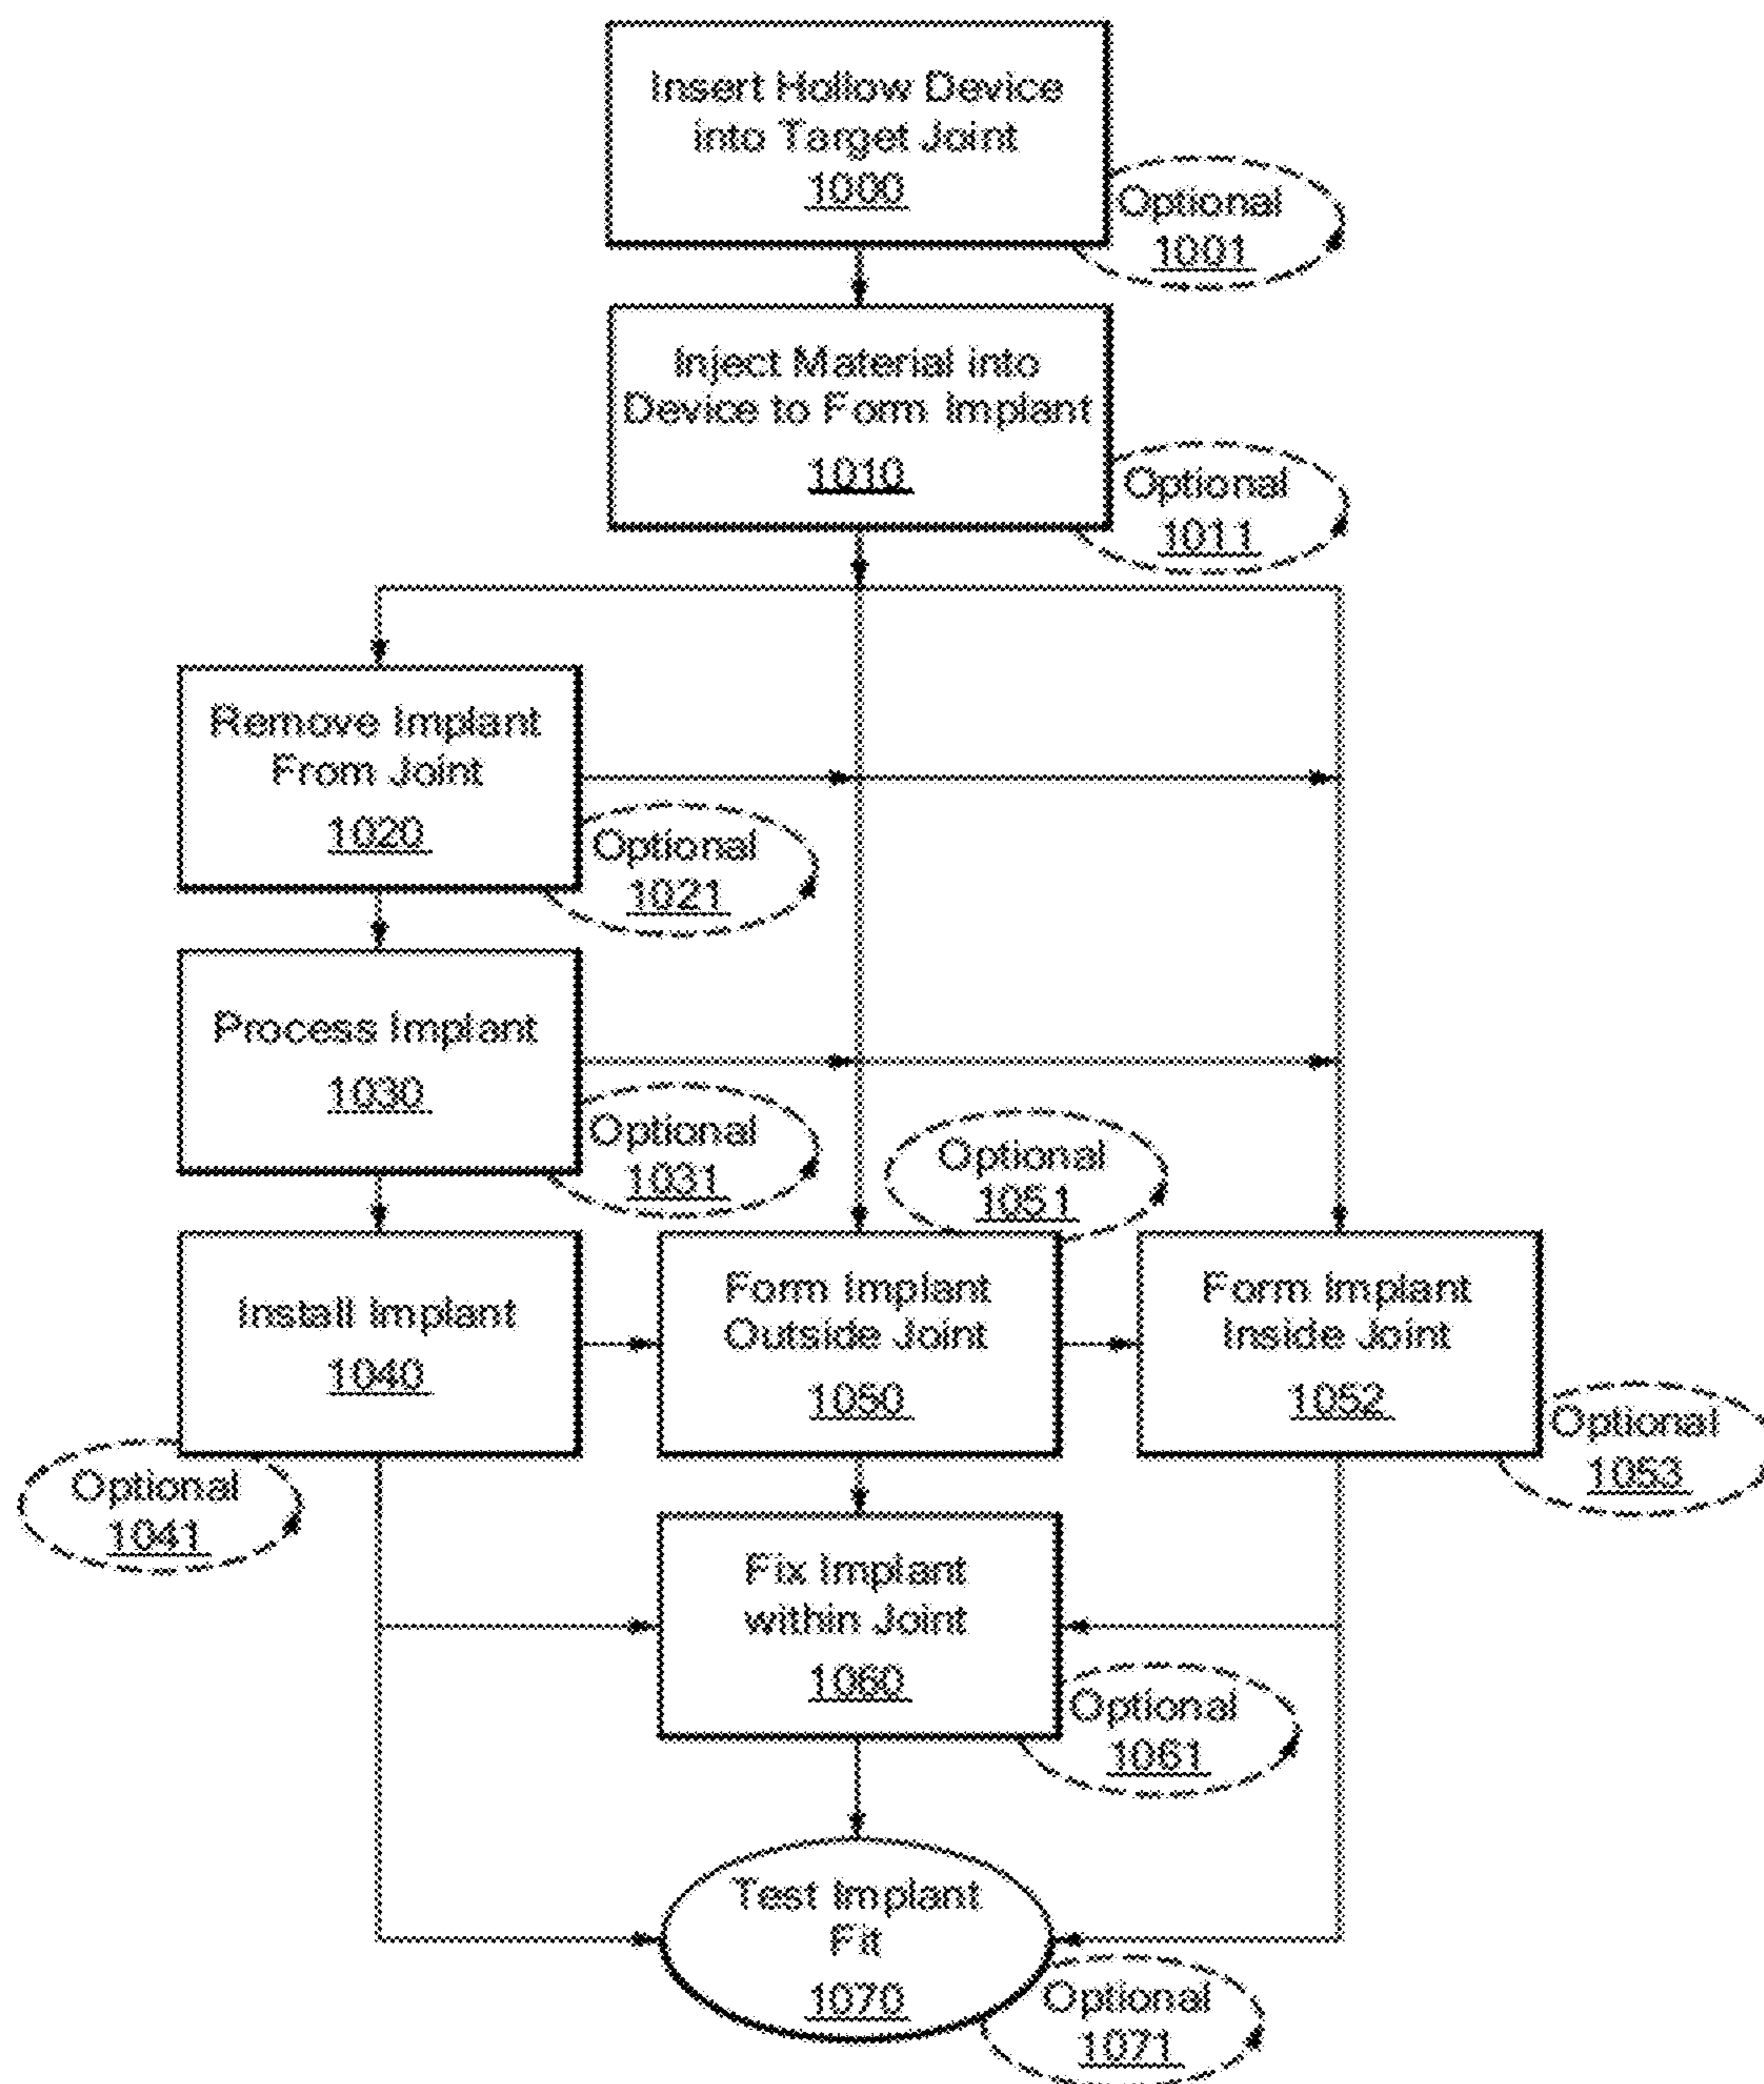 Insert Hollow Device
into Target Joint
1000
Optional
1001
Inject Material into
Device to Form Implant
1010
Optional
1011
Remove Implant
From Joint
1020
Optional
1021
Process Implant
1030
Optional
1031
Optional
1051
Install Implant
1040
Optional
1041
Form Implant
Outside Joint
1050
Form Implant
Inside Joint
1052
Optional
1053
Fix Implant
within Joint
1060
Optional
1061
Test Implant
Fit
1070
Optional
1071